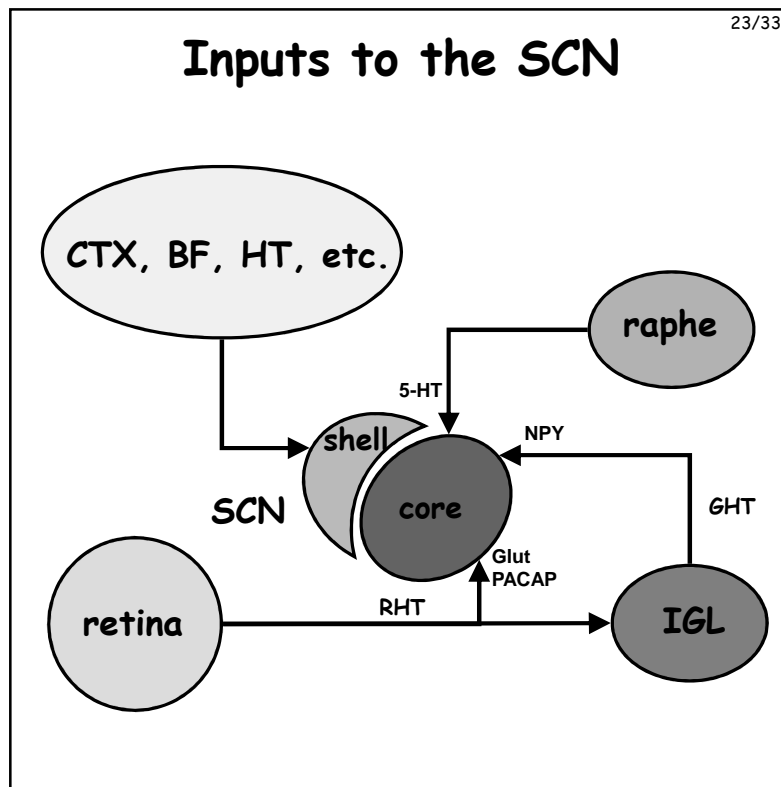 23/33
Inputs to the SCN
CTX, BF, HT, etc.
raphe
5-HT
shell
NPY
SCN
core
GHT
Glut
PACAP
RHT
retina
IGL